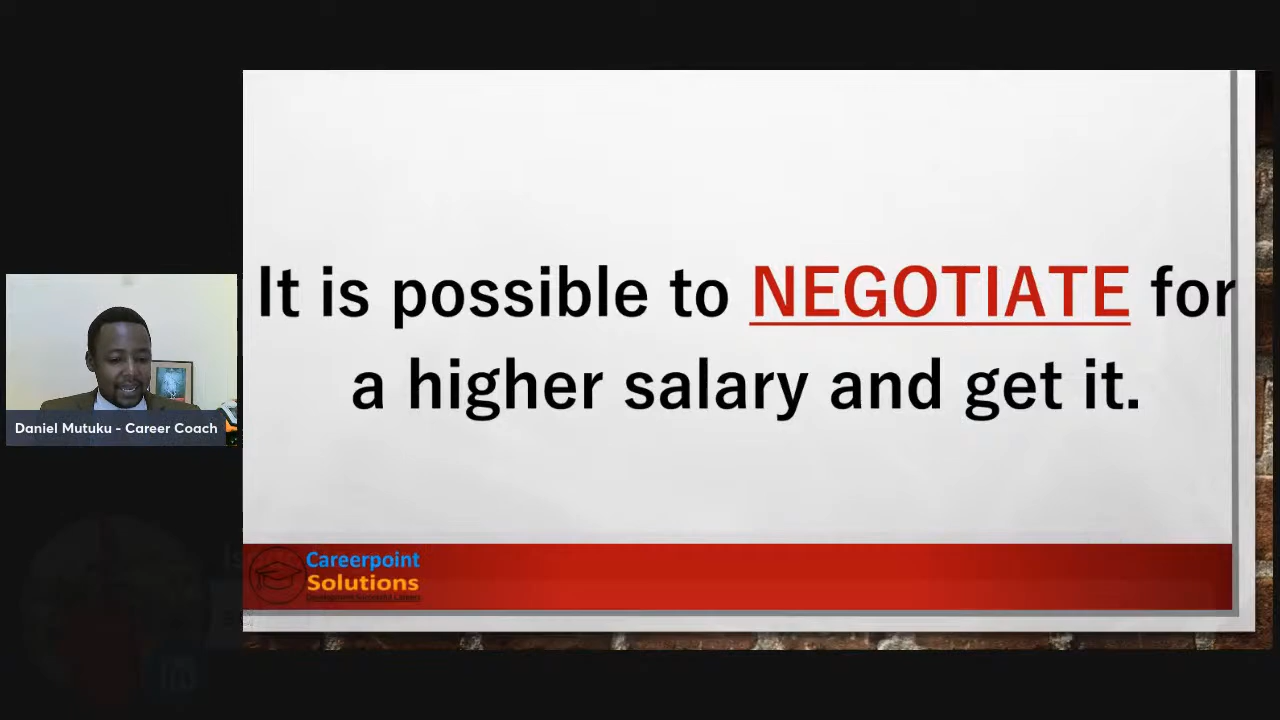 It is possible to NEGOTIATE for
a higher salary and get it.
Daniel Mutuku - Career Coach
Careerpoint
Solutions